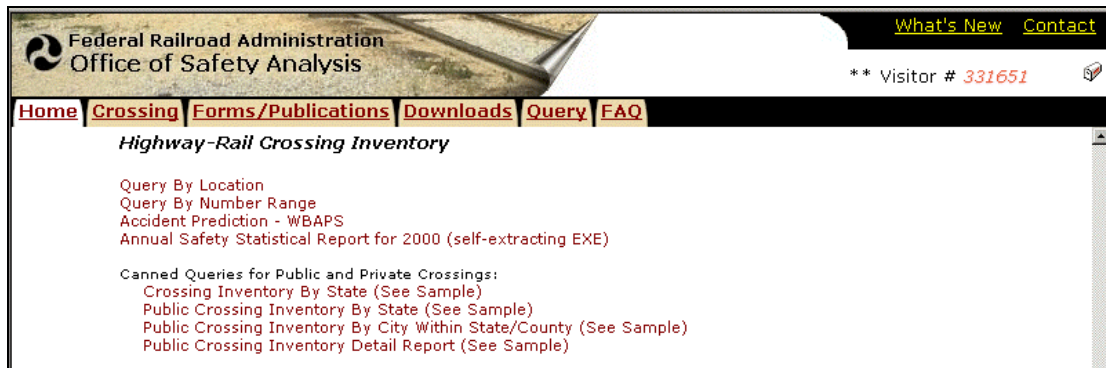 What's New Contact
Federal Railroad Administration
Office of Safety Analysis
** Visitor # 331651
Home Crossing Forms/Publications Downloads Query FAQ
Highway-Rail Crossing Inventory
Query By Location
Query By Number Range
Accident Prediction - WBAPS
Annual Safety Statistical Report for 2000 (self-extracting EXE)
Canned Queries for Public and Private Crossings:
Crossing Inventory By State (See Sample)
Public Crossing Inventory By State (See Sample)
Public Crossing Inventory By City Within State/County (See Sample)
Public Crossing Inventory Detail Report (See Sample)